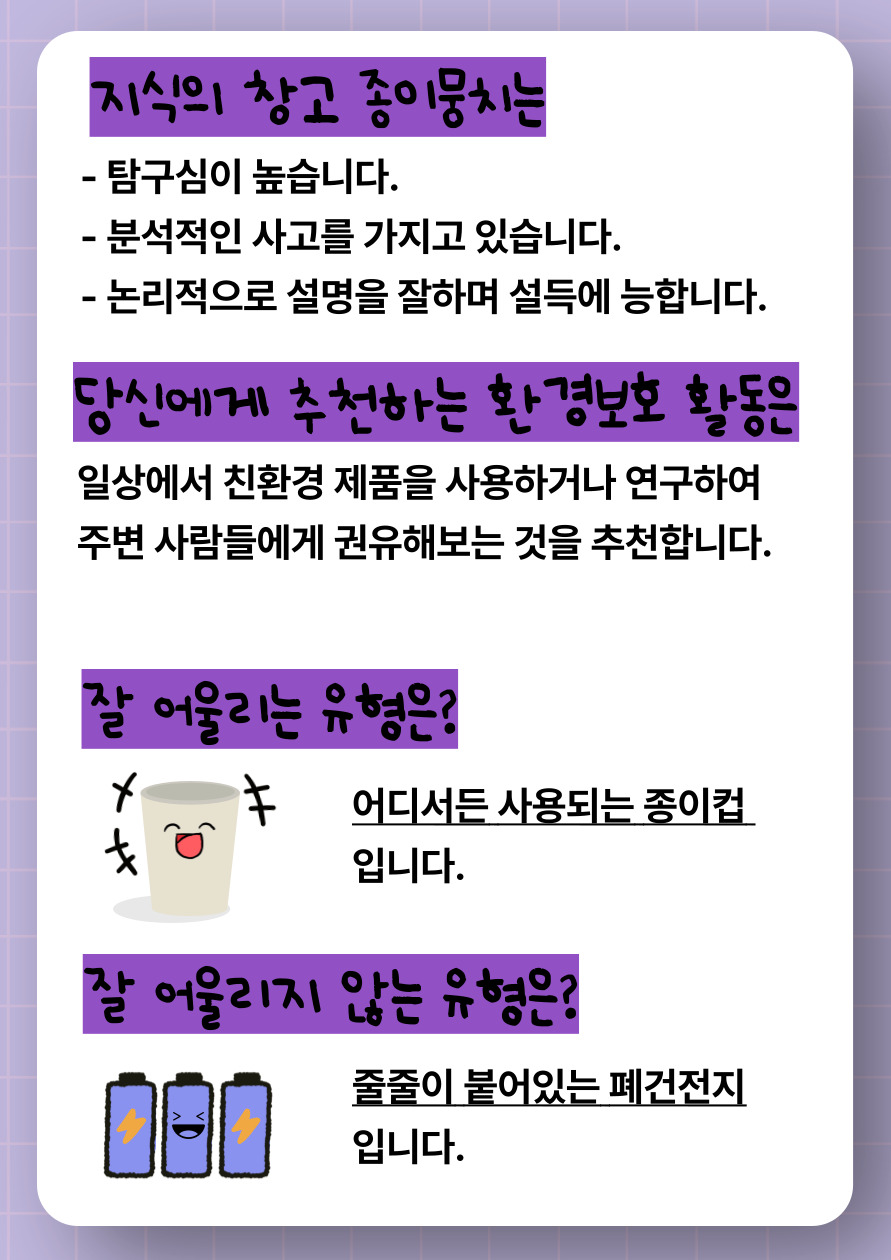 지식의 창고 종이뭉치는
- 탐구심이 높습니다.
- 분석적인 사고를 가지고 있습니다.
- 논리적으로 설명을 잘하며 설득에 능합니다.
당신에게 추천하는 환경보호 활동은
일상에서 친환경 제품을 사용하거나 연구하여
주변 사람들에게 권유해보는 것을 추천합니다.
잘 어울리는 유형은?
어디서든 사용되는 종이컵
입니다.
잘 어울리지 않는 유형은?
줄줄이 붙어있는 폐건전지
입니다.